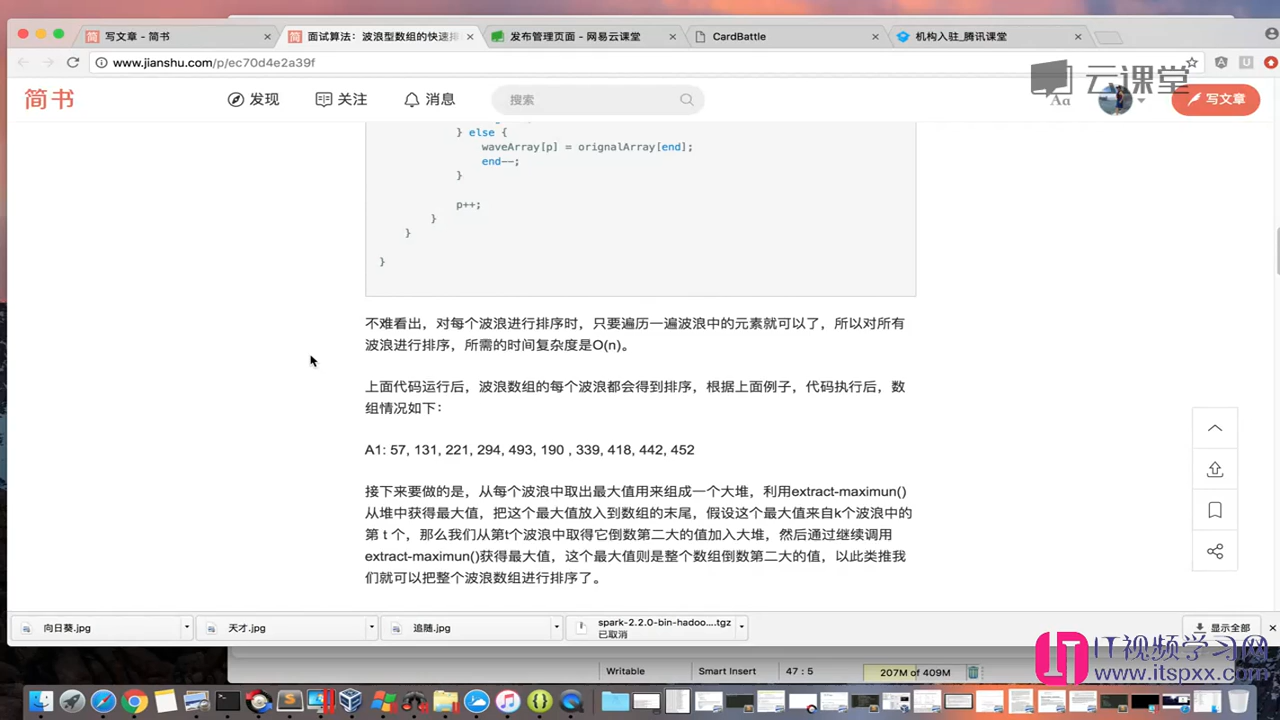 写文章 - 简书
面试算法：波浪型数组的快速排
发布管理页面 - 网易云课堂
CardBattle
机构入驻_腾讯课堂
www.jianshu.com/p/ec70d4e2a39f
云课堂
简书
发现
关注
消息
搜索
Aa
写文章
} else {
waveArray[p] = orignalArray[end];
end--;
}
p++;
}
}
}
不难看出，对每个波浪进行排序时，只要遍历一遍波浪中的元素就可以了，所以对所有
波浪进行排序，所需的时间复杂度是O(n)。
上面代码运行后，波浪数组的每个波浪都会得到排序，根据上面例子，代码执行后，数
组情况如下：
A1: 57, 131, 221, 294, 493, 190 , 339, 418, 442, 452
接下来要做的是，从每个波浪中取出最大值用来组成一个大堆，利用extract-maximun()
从堆中获得最大值，把这个最大值放入到数组的末尾，假设这个最大值来自k个波浪中的
第 t 个，那么我们从第t个波浪中取得它倒数第二大的值加入大堆，然后通过继续调用
extract-maximun()获得最大值，这个最大值则是整个数组倒数第二大的值，以此类推我
们就可以把整个波浪数组进行排序了。
向日葵.jpg
天才.jpg
追随.jpg
spark-2.2.0-bin-hadoo....tgz
已取消
显示全部
IT视频学习网
www.itspxx.com
Writable
Smart Insert
47 : 5
207M of 409M